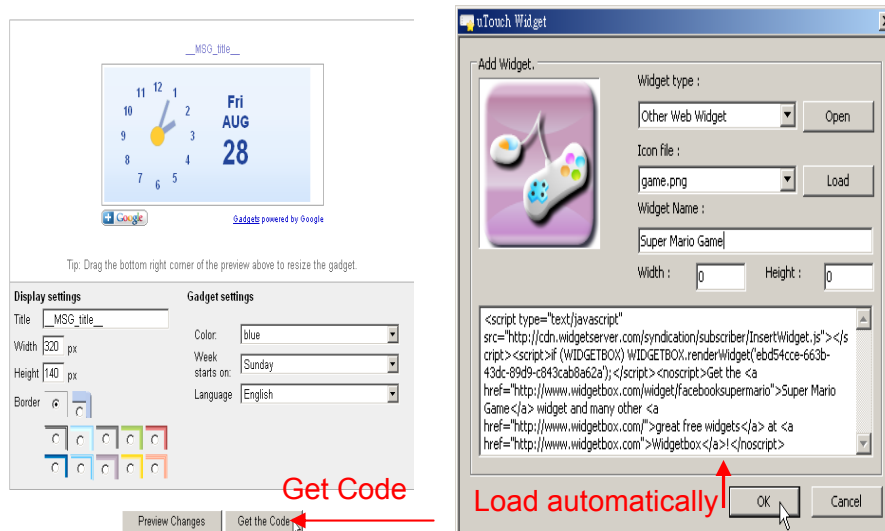 __MSG_title__
11 12 1
10 2
9 3
8 4
7 6 5
Fri
AUG
28
Google
Gadgets powered by Google
Tip: Drag the bottom right corner of the preview above to resize the gadget.
Display settings
Title __MSG_title__
Width 320 px
Height 140 px
Border
Gadget settings
Color: blue
Week
starts on: Sunday
Language English
Get Code
Preview Changes Get the Code
uTouch Widget
Add Widget.
Widget type :
Other Web Widget Open
Icon file :
game.png Load
Widget Name :
Super Mario Game
Width : 0 Height : 0
<script type="text/javascript"
src="http://cdn.widgetserver.com/syndication/subscriber/InsertWidget.js"></s
cript><script>if (WIDGETBOX) WIDGETBOX.renderWidget('ebd54cce-663b-
43dc-89d9-c843cab8a62a');</script><noscript>Get the <a
href="http://www.widgetbox.com/widget/facebooksupermario">Super Mario
Game</a> widget and many other <a
href="http://www.widgetbox.com/">great free widgets</a> at <a
href="http://www.widgetbox.com">Widgetbox</a>!</noscript>
Load automatically
OK Cancel